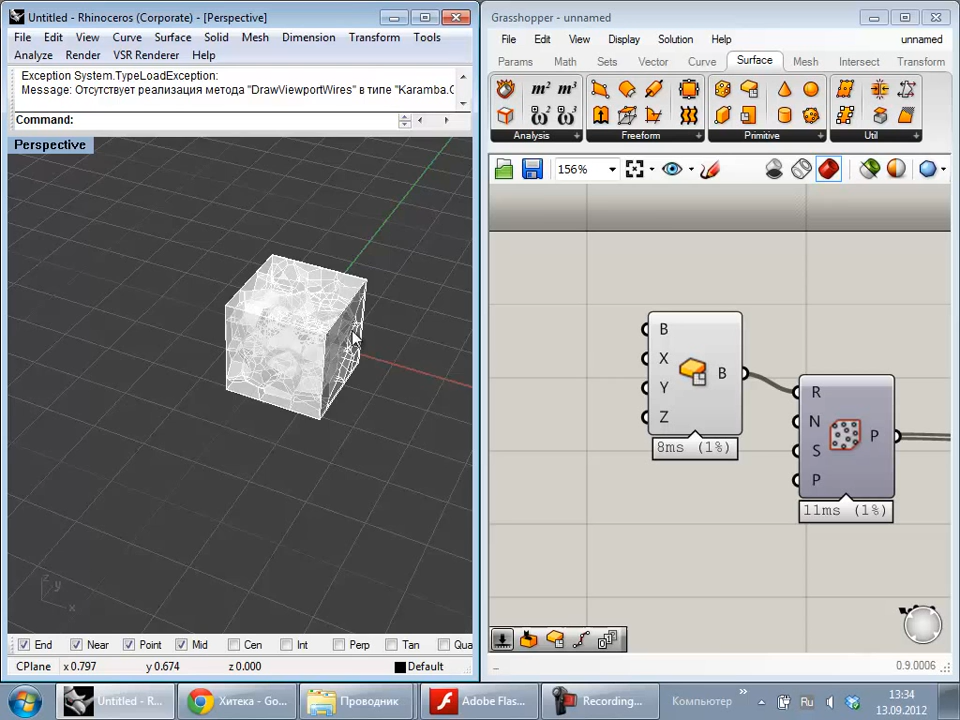 Untitled - Rhinoceros (Corporate) - [Perspective]
File Edit View Curve Surface Solid Mesh Dimension Transform Tools
Analyze Render VSR Renderer Help
Exception System.TypeLoadException:
Message: Отсутствует реализация метода "DrawViewportWires" в типе "Karamba.
Command:
Perspective
z y
x
End Near Point Mid Cen Int Perp Tan Qua
CPlane x 0.797 y 0.674 z 0.000 Default
Grasshopper - unnamed
File Edit View Display Solution Help unnamed
Params Math Sets Vector Curve Surface Mesh Intersect Transform
Analysis Freeform Primitive Util
156%
B
X
Y
Z
B
8ms (1%)
R
N
S
P
P
11ms (1%)
0.9.0006
Untitled - R... Хитека - Go... Проводник Adobe Flas... Recording... Компьютер » Ru 13:34
13.09.2012